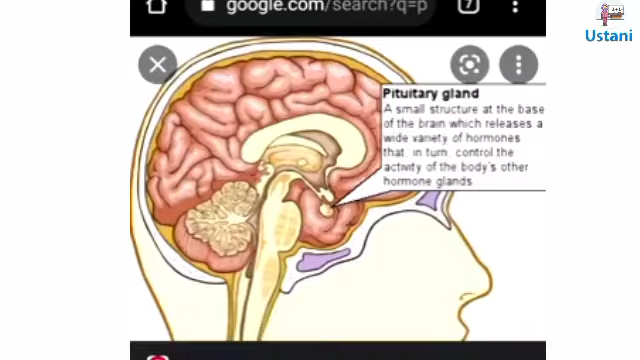 google.com/search?q=p
7
Ustani
Pituitary gland
A small structure at the base
of the brain which releases a
wide variety of hormones
that, in turn, control the
activity of the body's other
hormone glands